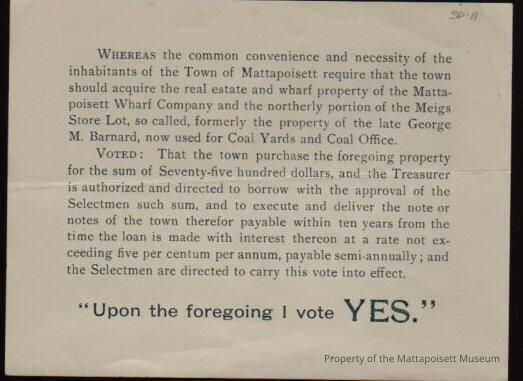 SD-11
WHEREAS the common convenience and necessity of the
inhabitants of the Town of Mattapoisett require that the town
should acquire the real estate and wharf property of the Matta-
poisett Wharf Company and the northerly portion of the Meigs
Store Lot, so called, formerly the property of the late George
M. Barnard, now used for Coal Yards and Coal Office.
VOTED: That the town purchase the foregoing property
for the sum of Seventy-five hundred dollars, and the Treasurer
is authorized and directed to borrow with the approval of the
Selectmen such sum, and to execute and deliver the note or
notes of the town therefor payable within ten years from the
time the loan is made with interest thereon at a rate not ex-
ceeding five per centum per annum, payable semi-annually; and
the Selectmen are directed to carry this vote into effect.
“Upon the foregoing I vote YES.”
Property of the Mattapoisett Museum